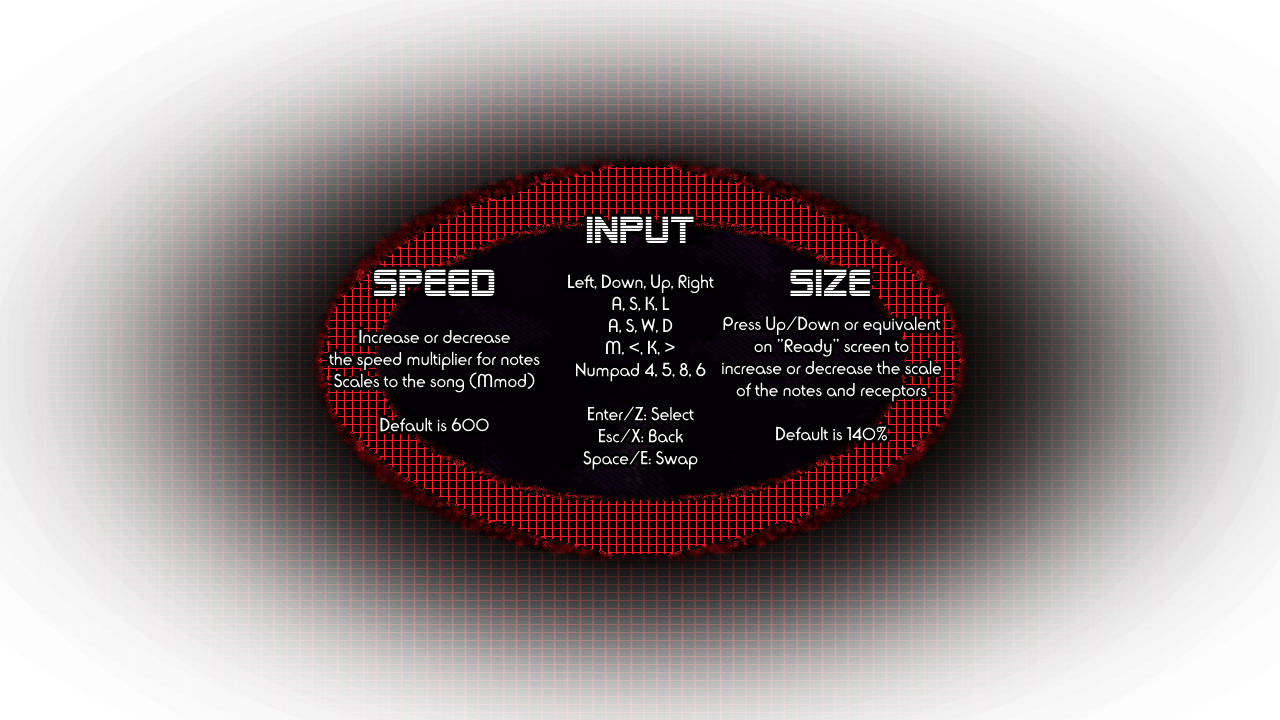 INPUT
Left, Down, Up, Right
A, S, K, L
A, S, W, D
M, <, K, >
Numpad 4, 5, 8, 6
Enter/Z: Select
Esc/X: Back
Space/E: Swap
SPEED
Increase or decrease
the speed multiplier for notes
Scales to the song (Mmod)
Default is 600
SIZE
Press Up/Down or equivalent
on "Ready" screen to
increase or decrease the scale
of the notes and receptors
Default is 140%